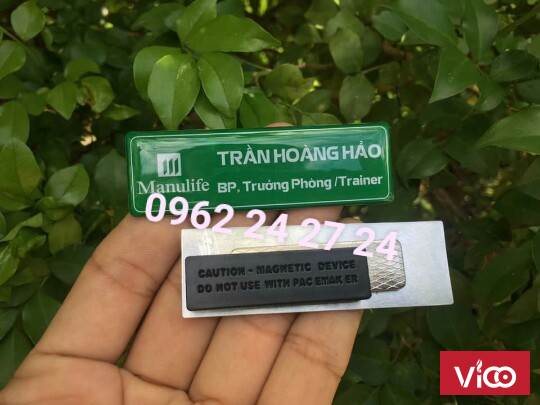 TRẦN HOÀNG HẢO
Manulife
BP. Trưởng Phòng /Trainer
0962 24 27 24
CAUTION - MAGNETIC DEVICE
DO NOT USE WITH PACEMAKER
VICO